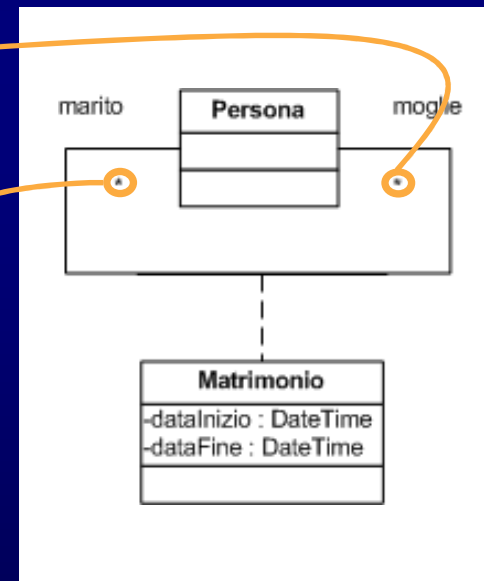 marito Persona moglie
* *
Matrimonio
-dataInizio : DateTime
-dataFine : DateTime